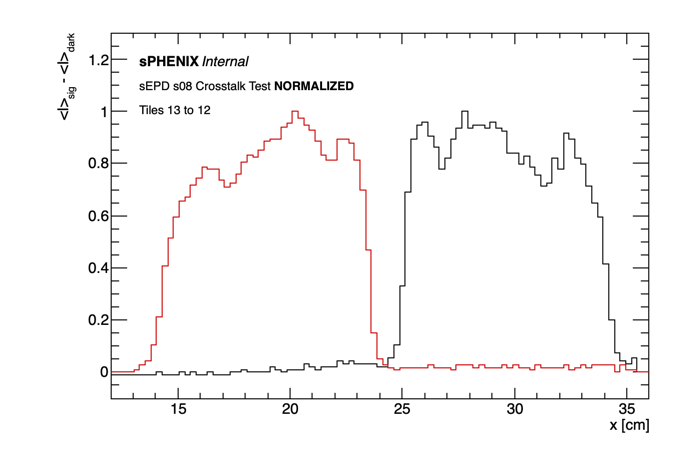 <I>sig - <I>dark
sPHENIX Internal
sEPD s08 Crosstalk Test NORMALIZED
Tiles 13 to 12
1.2
1
0.8
0.6
0.4
0.2
0
15 20 25 30 35
x [cm]